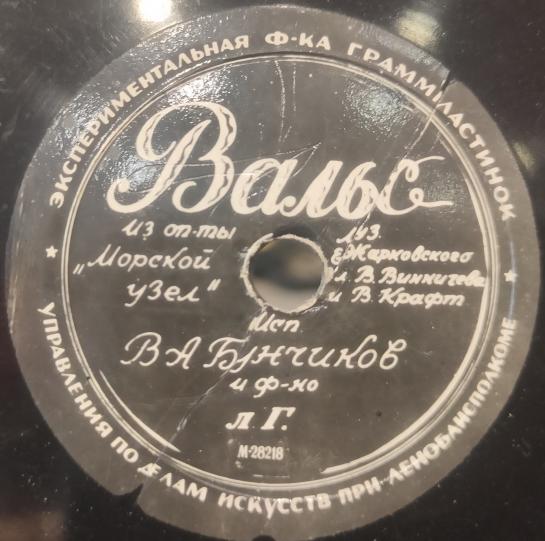 ЭКСПЕРИМЕНТАЛЬНАЯ Ф-КА ГРАММПЛАСТИНОК
Вальс
из оп-ты
„Морской
узел"
Муз.
Жарковского
сл. В. Винникова
и В. Крафт
Исп.
В А Бунчиков
и ф-но
Л. Г.
М-28218
УПРАВЛЕНИЯ ПО ДЕЛАМ ИСКУССТВ ПРИ ЛЕНОБЛИСПОЛКОМЕ